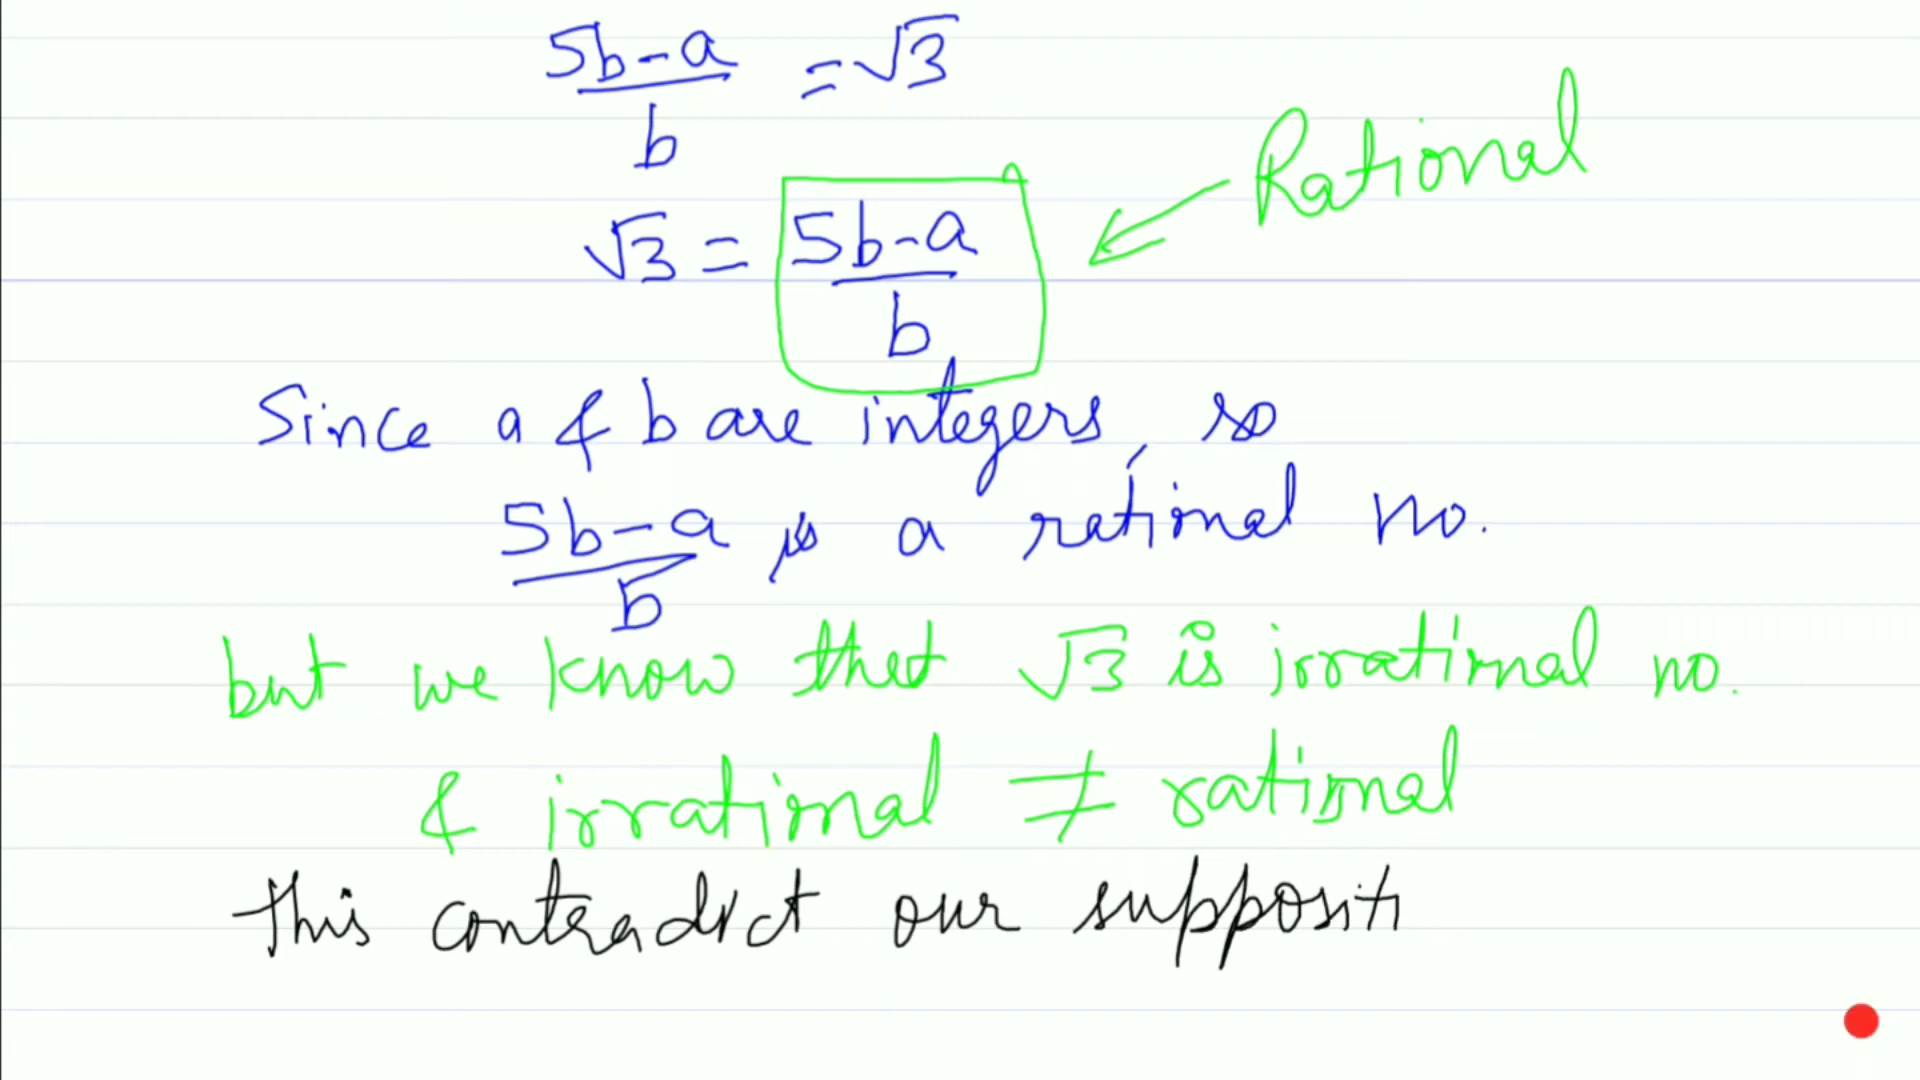 5b-a = √3
b
Rational
√3 = 5b-a
b
Since a & b are integers, so
5b-a is a rational no.
b
but we know that √3 is irrational no.
& irrational ≠ rational
This contradict our suppositi